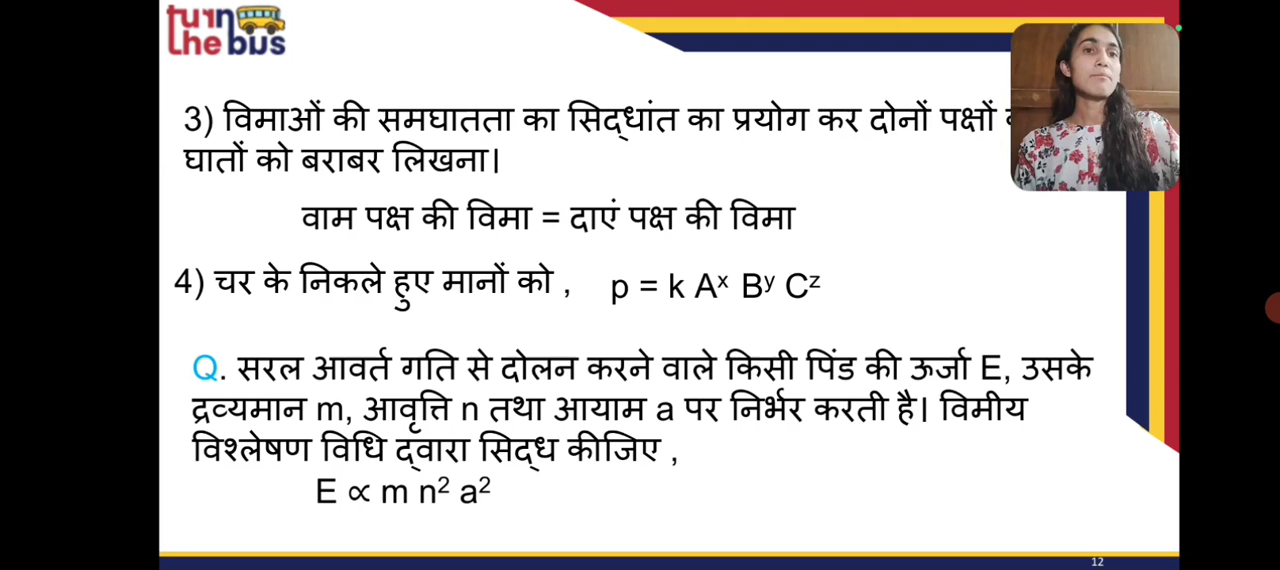 turn
the bus
3) विमाओं की समघातता का सिद्धांत का प्रयोग कर दोनों पक्षों
घातों को बराबर लिखना।
वाम पक्ष की विमा = दाएं पक्ष की विमा
4) चर के निकले हुए मानों को , p = k Aˣ Bʸ Cᶻ
Q. सरल आवर्त गति से दोलन करने वाले किसी पिंड की ऊर्जा E, उसके
द्रव्यमान m, आवृत्ति n तथा आयाम a पर निर्भर करती है। विमीय
विश्लेषण विधि द्वारा सिद्ध कीजिए ,
E ∝ m n² a²
12